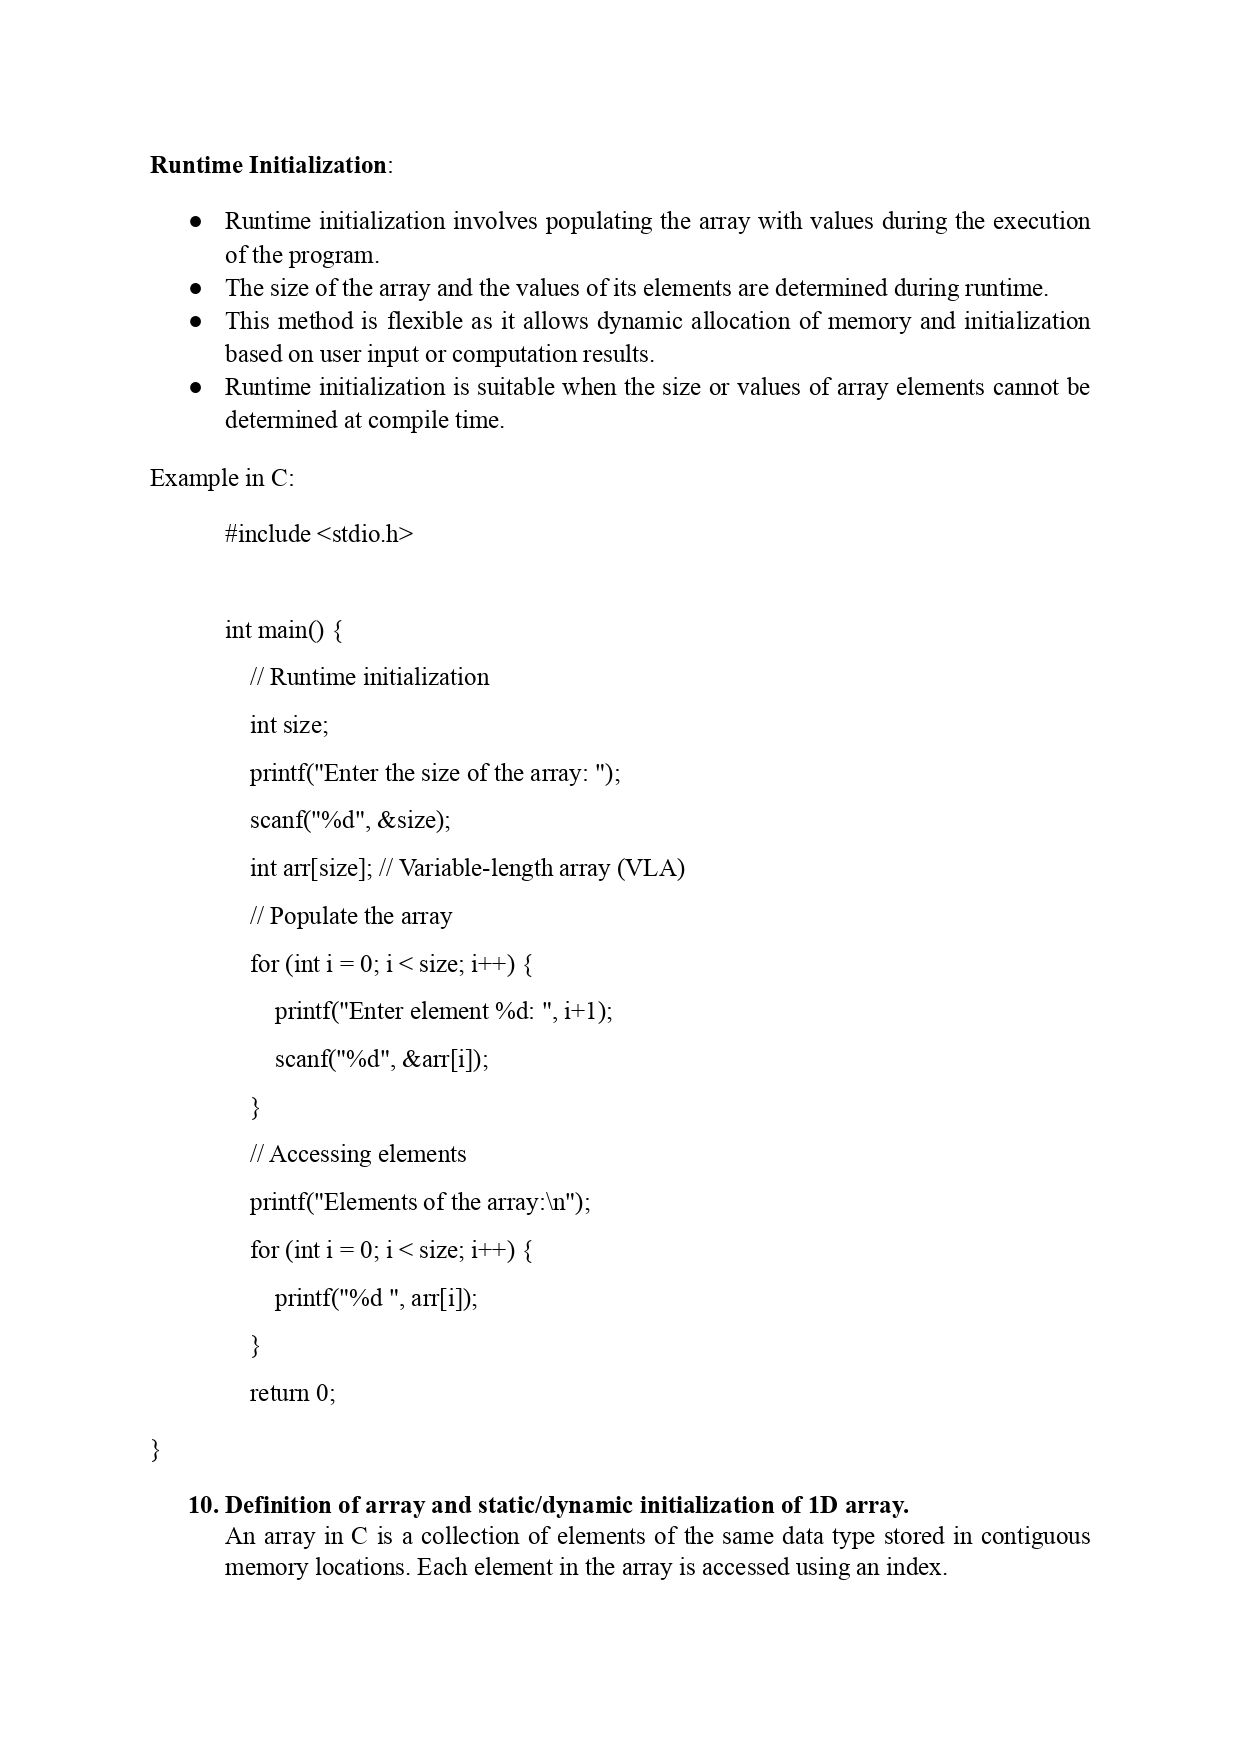 Runtime Initialization:
● Runtime initialization involves populating the array with values during the execution
of the program.
● The size of the array and the values of its elements are determined during runtime.
● This method is flexible as it allows dynamic allocation of memory and initialization
based on user input or computation results.
● Runtime initialization is suitable when the size or values of array elements cannot be
determined at compile time.
Example in C:
#include <stdio.h>
int main() {
// Runtime initialization
int size;
printf("Enter the size of the array: ");
scanf("%d", &size);
int arr[size]; // Variable-length array (VLA)
// Populate the array
for (int i = 0; i < size; i++) {
printf("Enter element %d: ", i+1);
scanf("%d", &arr[i]);
}
// Accessing elements
printf("Elements of the array:\n");
for (int i = 0; i < size; i++) {
printf("%d ", arr[i]);
}
return 0;
}
10. Definition of array and static/dynamic initialization of 1D array.
An array in C is a collection of elements of the same data type stored in contiguous
memory locations. Each element in the array is accessed using an index.